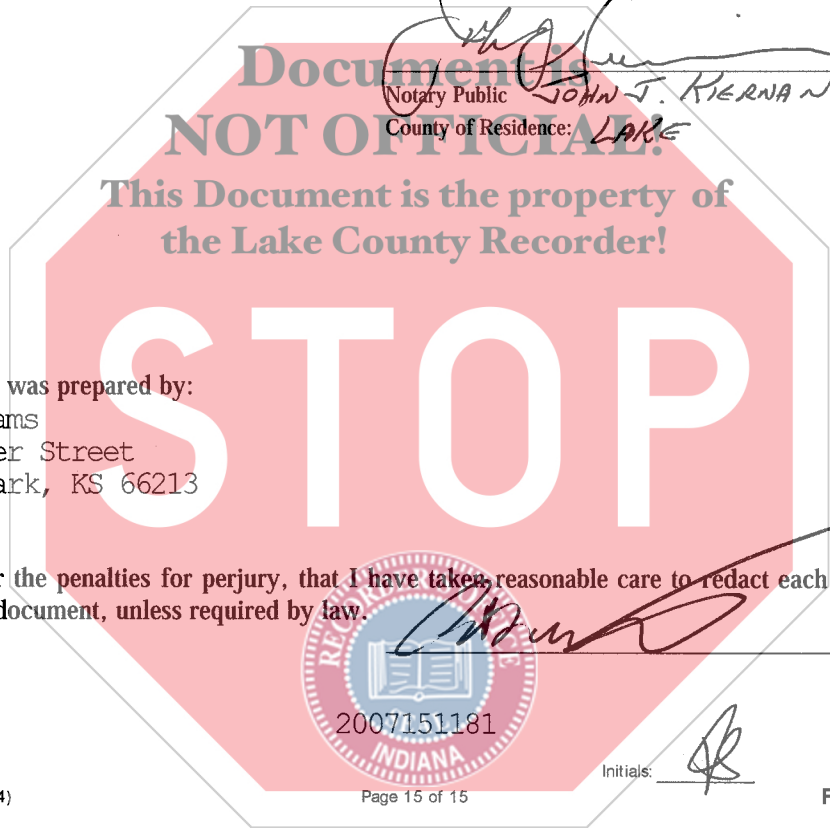 Document is
Notary Public JOHN J. KIERNAN
NOT OFFICIAL!
County of Residence: LAKE
This Document is the property of
the Lake County Recorder!
STOP
was prepared by:
ams
er Street
ark, KS 66213
r the penalties for perjury, that I have taken reasonable care to redact each
document, unless required by law.
RECORDER'S OFFICE
2007151181
INDIANA
Initials:
4)
Page 15 of 15
F